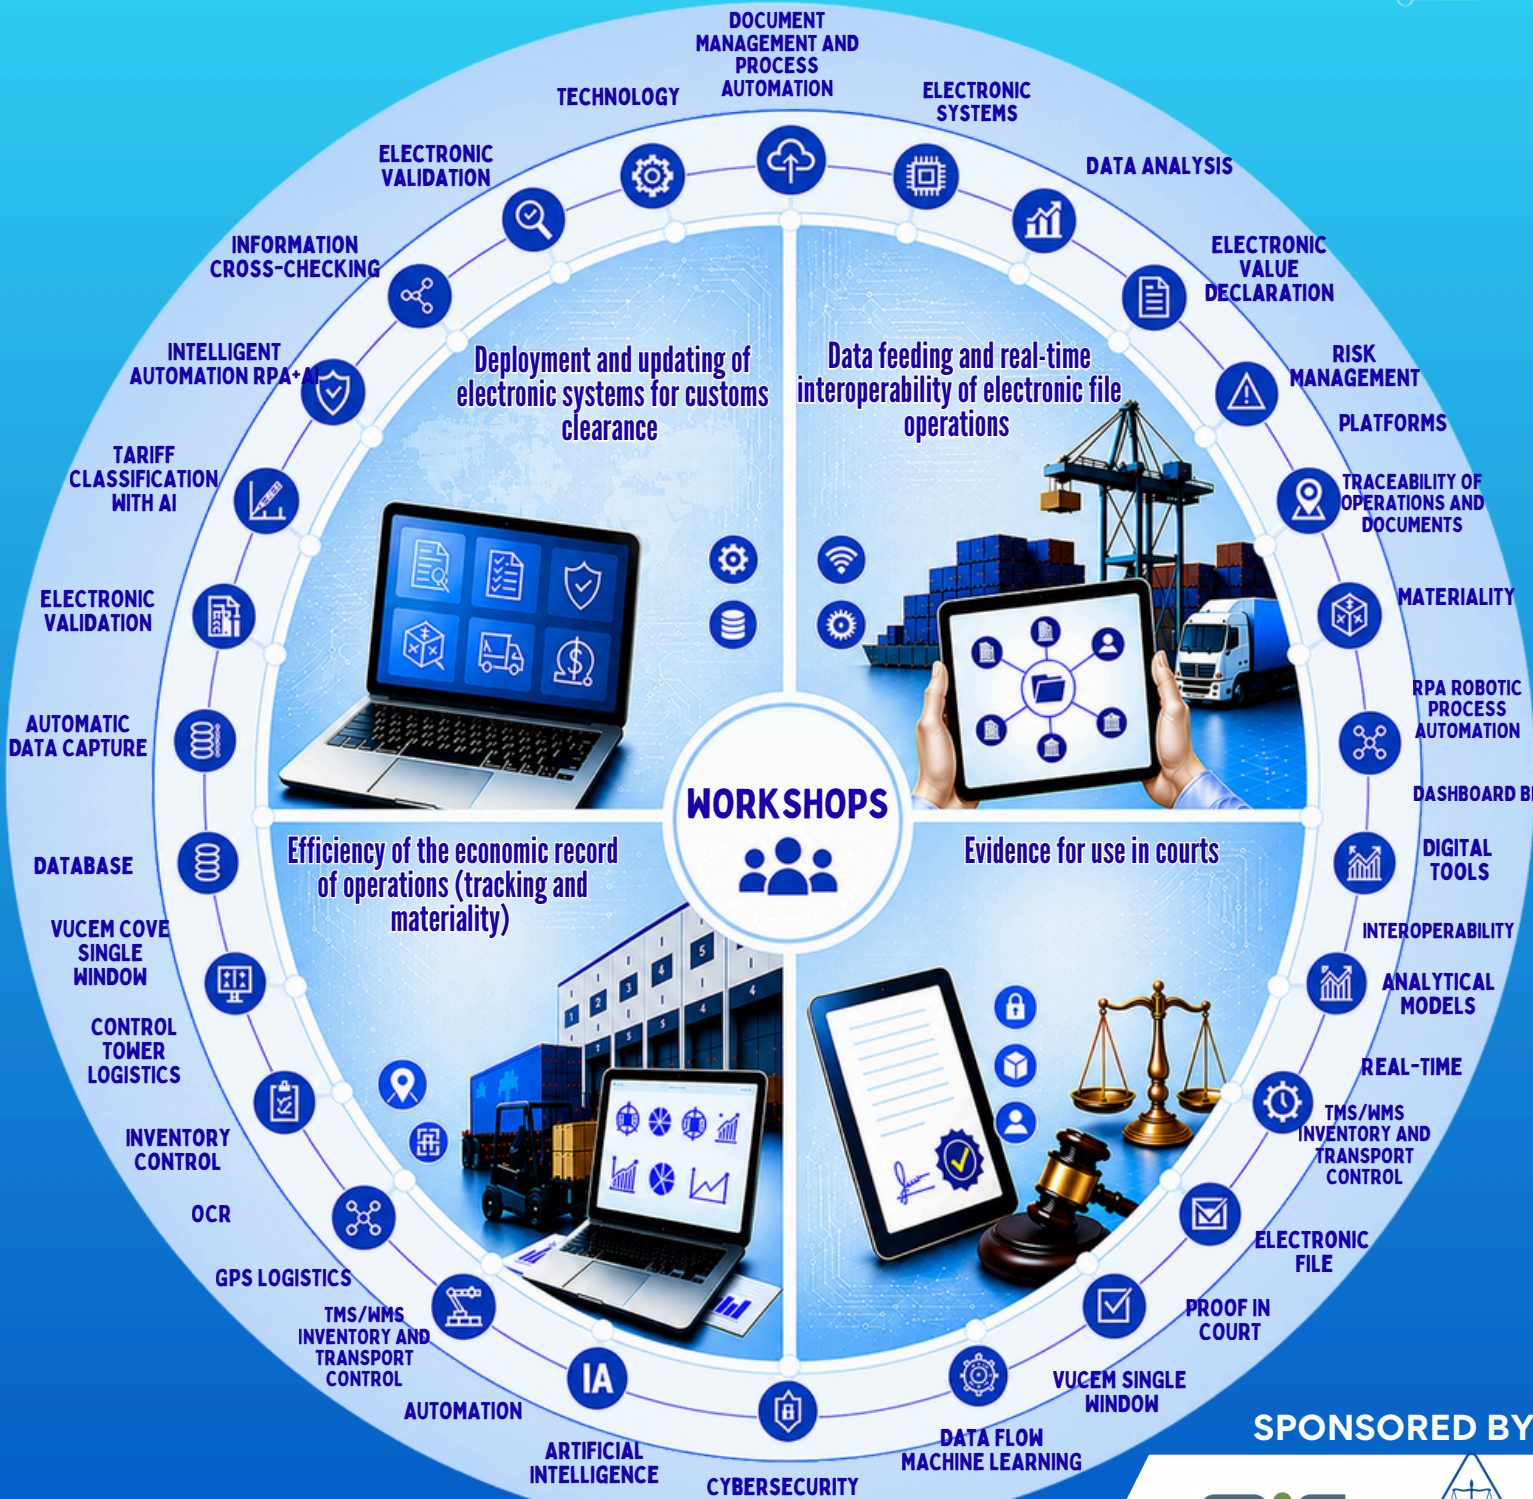 DOCUMENT
MANAGEMENT AND
PROCESS
AUTOMATION
TECHNOLOGY
ELECTRONIC
SYSTEMS
ELECTRONIC
VALIDATION
DATA ANALYSIS
INFORMATION
CROSS-CHECKING
ELECTRONIC
VALUE
DECLARATION
INTELLIGENT
AUTOMATION RPA+AI
RISK
MANAGEMENT
PLATFORMS
TARIFF
CLASSIFICATION
WITH AI
TRACEABILITY OF
OPERATIONS AND
DOCUMENTS
ELECTRONIC
VALIDATION
MATERIALITY
AUTOMATIC
DATA CAPTURE
RPA ROBOTIC
PROCESS
AUTOMATION
DASHBOARD BI
DATABASE
DIGITAL
TOOLS
VUCEM COVE
SINGLE
WINDOW
INTEROPERABILITY
ANALYTICAL
MODELS
CONTROL
TOWER
LOGISTICS
REAL-TIME
INVENTORY
CONTROL
TMS/WMS
INVENTORY AND
TRANSPORT
CONTROL
OCR
ELECTRONIC
FILE
GPS LOGISTICS
PROOF IN
COURT
TMS/WMS
INVENTORY AND
TRANSPORT
CONTROL
VUCEM SINGLE
WINDOW
AUTOMATION
IA
DATA FLOW
MACHINE LEARNING
ARTIFICIAL
INTELLIGENCE
CYBERSECURITY
Deployment and updating of
electronic systems for customs
clearance
Data feeding and real-time
interoperability of electronic file
operations
WORKSHOPS
Efficiency of the economic record
of operations (tracking and
materiality)
Evidence for use in courts
SPONSORED BY